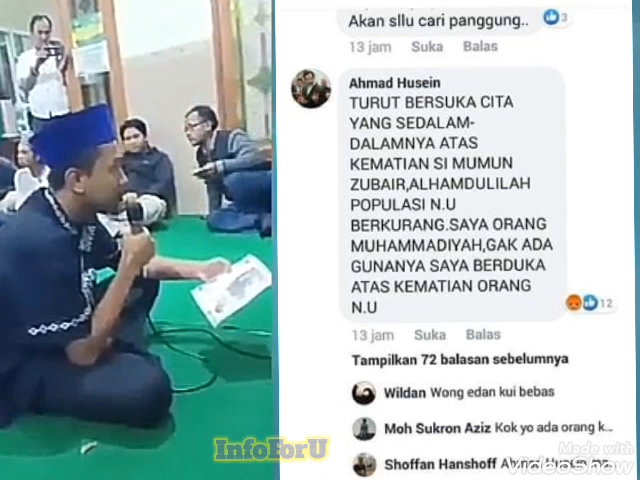 Akan sllu cari panggung..
3
13 jam Suka Balas
Ahmad Husein
TURUT BERSUKA CITA
YANG SEDALAM-
DALAMNYA ATAS
KEMATIAN SI MUMUN
ZUBAIR,ALHAMDULILAH
POPULASI N.U
BERKURANG.SAYA ORANG
MUHAMMADIYAH,GAK ADA
GUNANYA SAYA BERDUKA
ATAS KEMATIAN ORANG
N.U
12
13 jam Suka Balas
Tampilkan 72 balasan sebelumnya
Wildan Wong edan kui bebas
Moh Sukron Aziz Kok yo ada orang k...
Shoffan Hanshoff Ahmad Husein
InfoForU
Made with
VideoShow